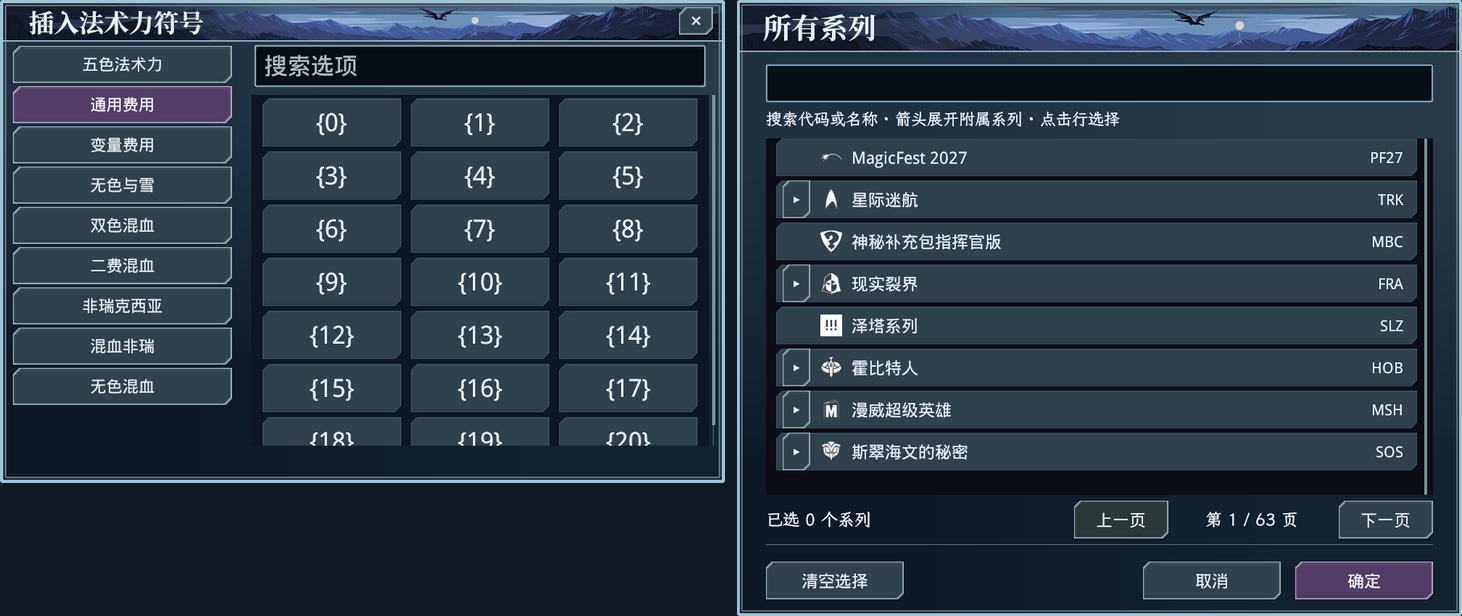 插入法术力符号
×
五色法术力
通用费用
变量费用
无色与雪
双色混血
二费混血
非瑞克西亚
混血非瑞
无色混血
搜索选项
{0} {1} {2}
{3} {4} {5}
{6} {7} {8}
{9} {10} {11}
{12} {13} {14}
{15} {16} {17}
{18} {19} {20}
所有系列
搜索代码或名称·箭头展开附属系列·点击行选择
MagicFest 2027 PF27
星际迷航 TRK
神秘补充包指挥官版 MBC
现实裂界 FRA
!!! 泽塔系列 SLZ
霍比特人 HOB
M 漫威超级英雄 MSH
斯翠海文的秘密 SOS
已选 0 个系列 上一页 第 1 / 63 页 下一页
清空选择 取消 确定